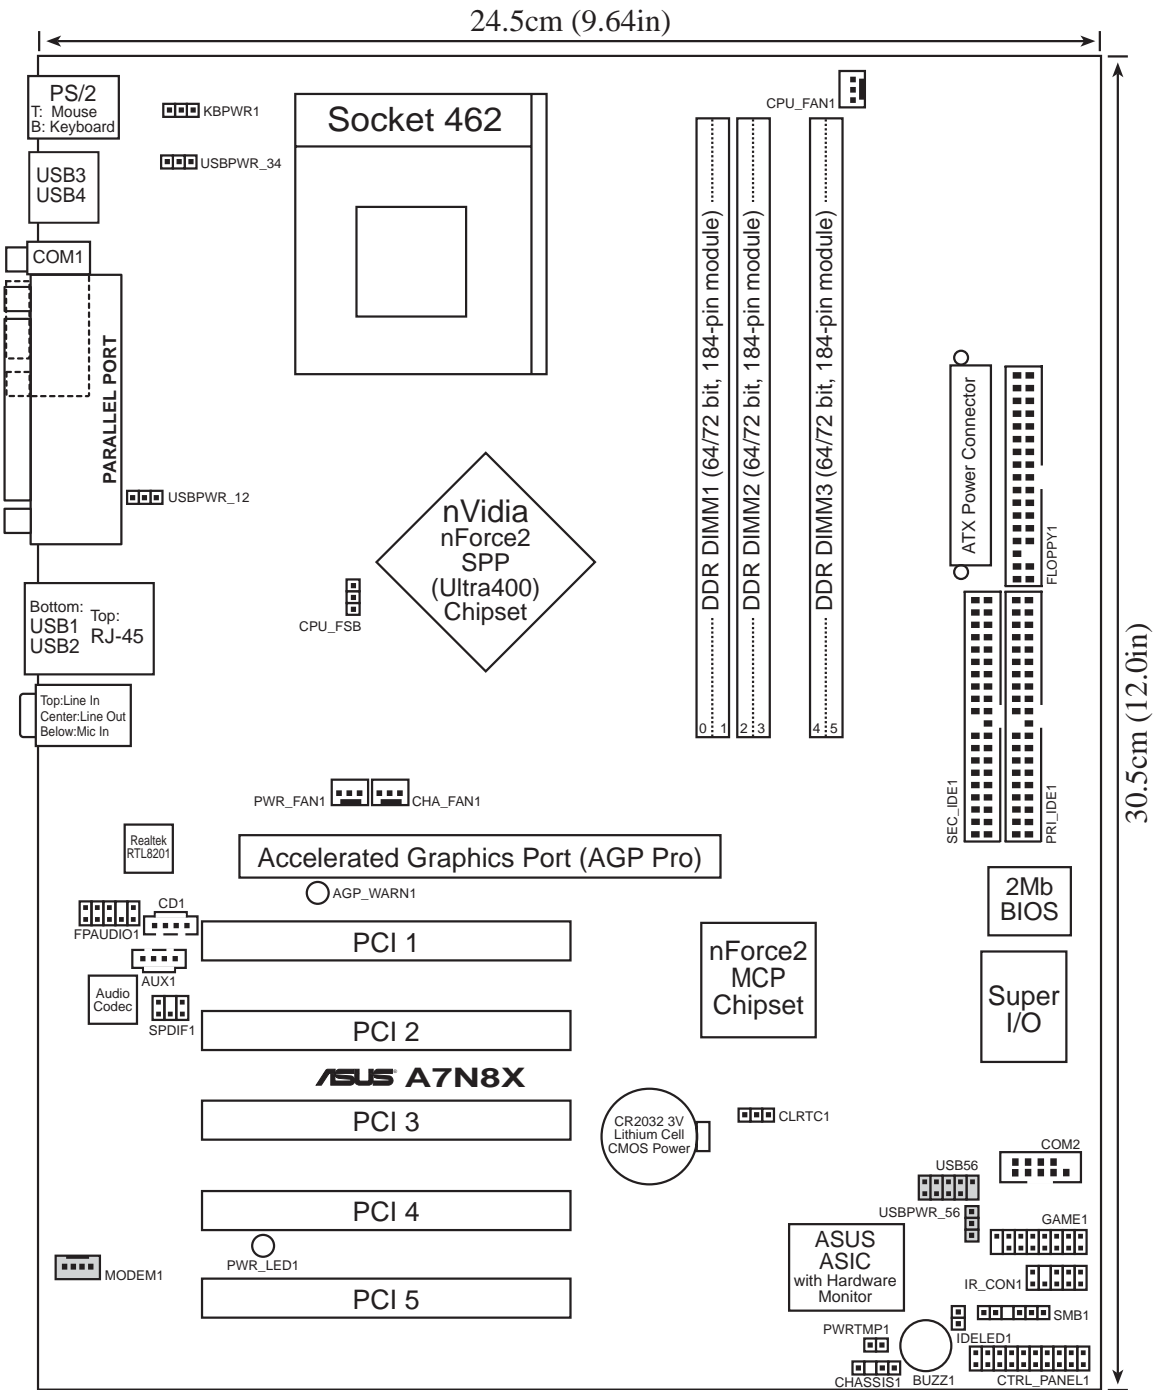 24.5cm (9.64in)
PS/2
T: Mouse
B: Keyboard
KBPWR1
Socket 462
CPU_FAN1
USBPWR_34
USB3
USB4
COM1
PARALLEL PORT
USBPWR_12
DDR DIMM1 (64/72 bit, 184-pin module)
DDR DIMM2 (64/72 bit, 184-pin module)
DDR DIMM3 (64/72 bit, 184-pin module)
0 1
2 3
4 5
ATX Power Connector
FLOPPY1
nVidia
nForce2
SPP
(Ultra400)
Chipset
CPU_FSB
Bottom:
USB1
USB2
Top:
RJ-45
Top:Line In
Center:Line Out
Below:Mic In
30.5cm (12.0in)
SEC_IDE1
PRI_IDE1
PWR_FAN1
CHA_FAN1
Realtek
RTL8201
Accelerated Graphics Port (AGP Pro)
AGP_WARN1
2Mb
BIOS
CD1
FPAUDIO1
PCI 1
AUX1
Audio
Codec
SPDIF1
nForce2
MCP
Chipset
Super
I/O
PCI 2
ASUS A7N8X
PCI 3
CR2032 3V
Lithium Cell
CMOS Power
CLRTC1
COM2
USB56
USBPWR_56
PCI 4
GAME1
PWR_LED1
MODEM1
ASUS
ASIC
with Hardware
Monitor
IR_CON1
PCI 5
SMB1
PWRTMP1
IDELED1
CHASSIS1
BUZZ1
CTRL_PANEL1